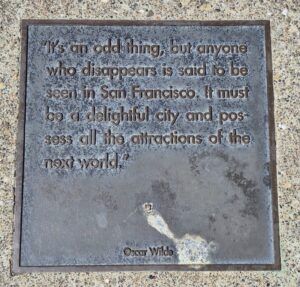 "It's an odd thing, but anyone
who disappears is said to be
seen in San Francisco. It must
be a delightful city and pos-
sess all the attractions of the
next world."
Oscar Wilde